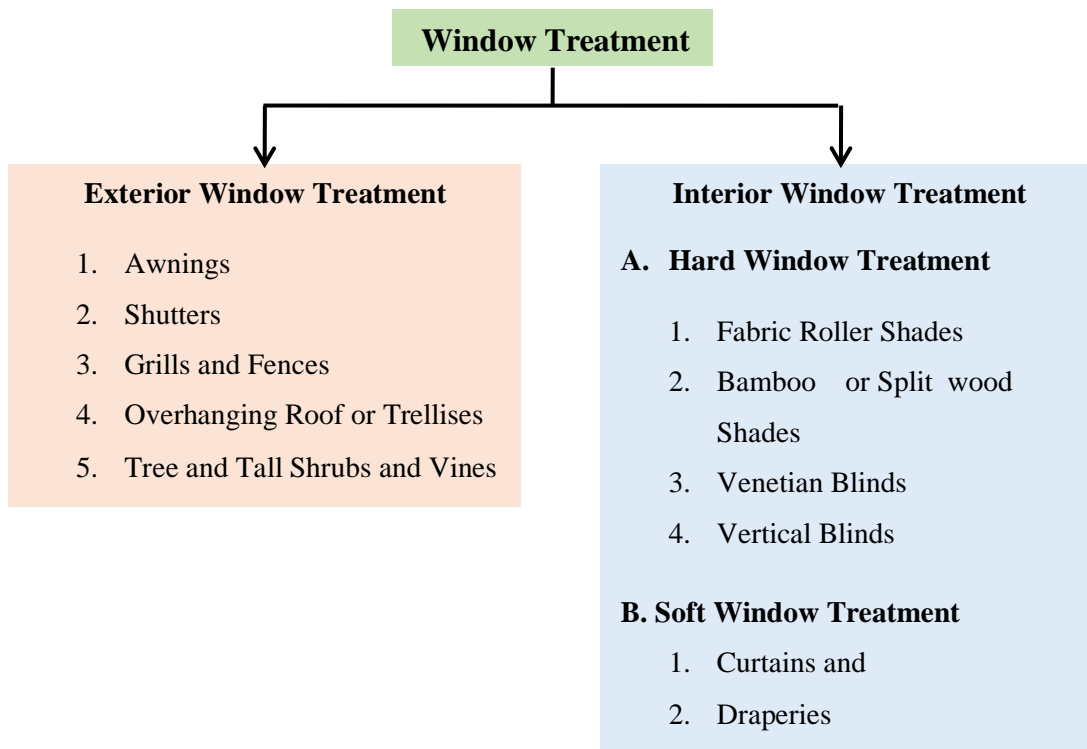 Window Treatment
Exterior Window Treatment
1. Awnings
2. Shutters
3. Grills and Fences
4. Overhanging Roof or Trellises
5. Tree and Tall Shrubs and Vines
Interior Window Treatment
A. Hard Window Treatment
1. Fabric Roller Shades
2. Bamboo or Split wood
Shades
3. Venetian Blinds
4. Vertical Blinds
B. Soft Window Treatment
1. Curtains and
2. Draperies